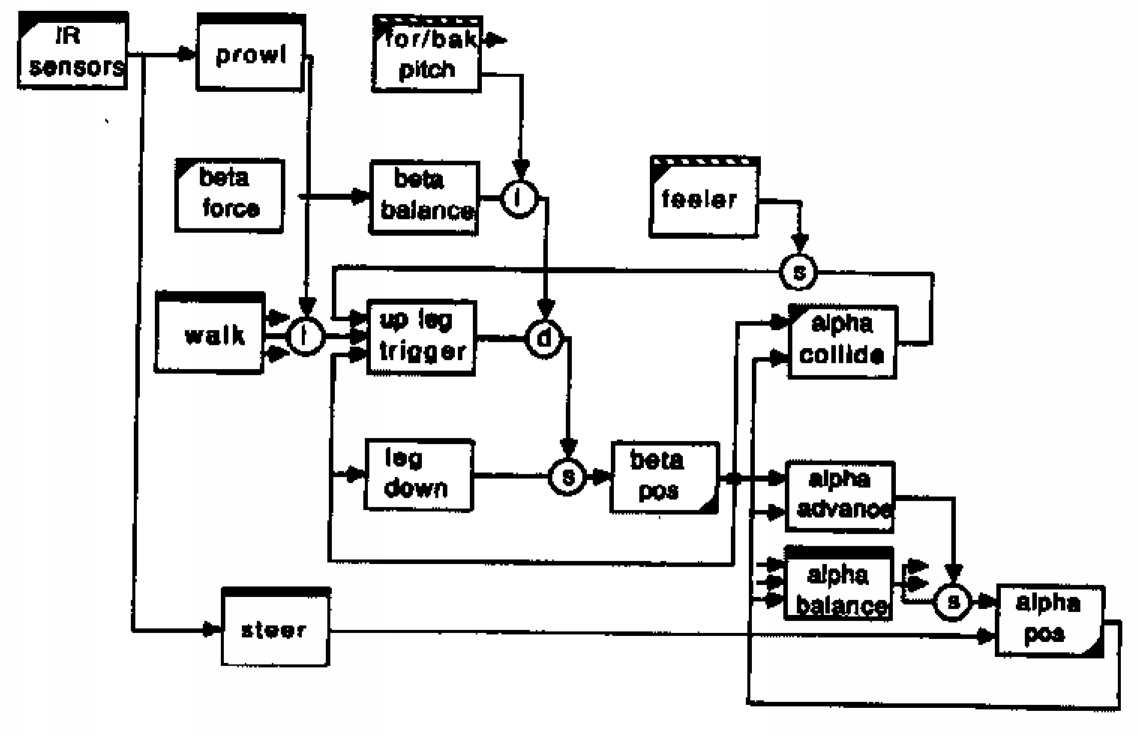 IR
sensors
prowl
for/bak
pitch
beta
force
beta
balance
I
feeler
s
walk
I
up leg
trigger
d
alpha
collide
leg
down
s
beta
pos
alpha
advance
alpha
balance
s
alpha
pos
steer